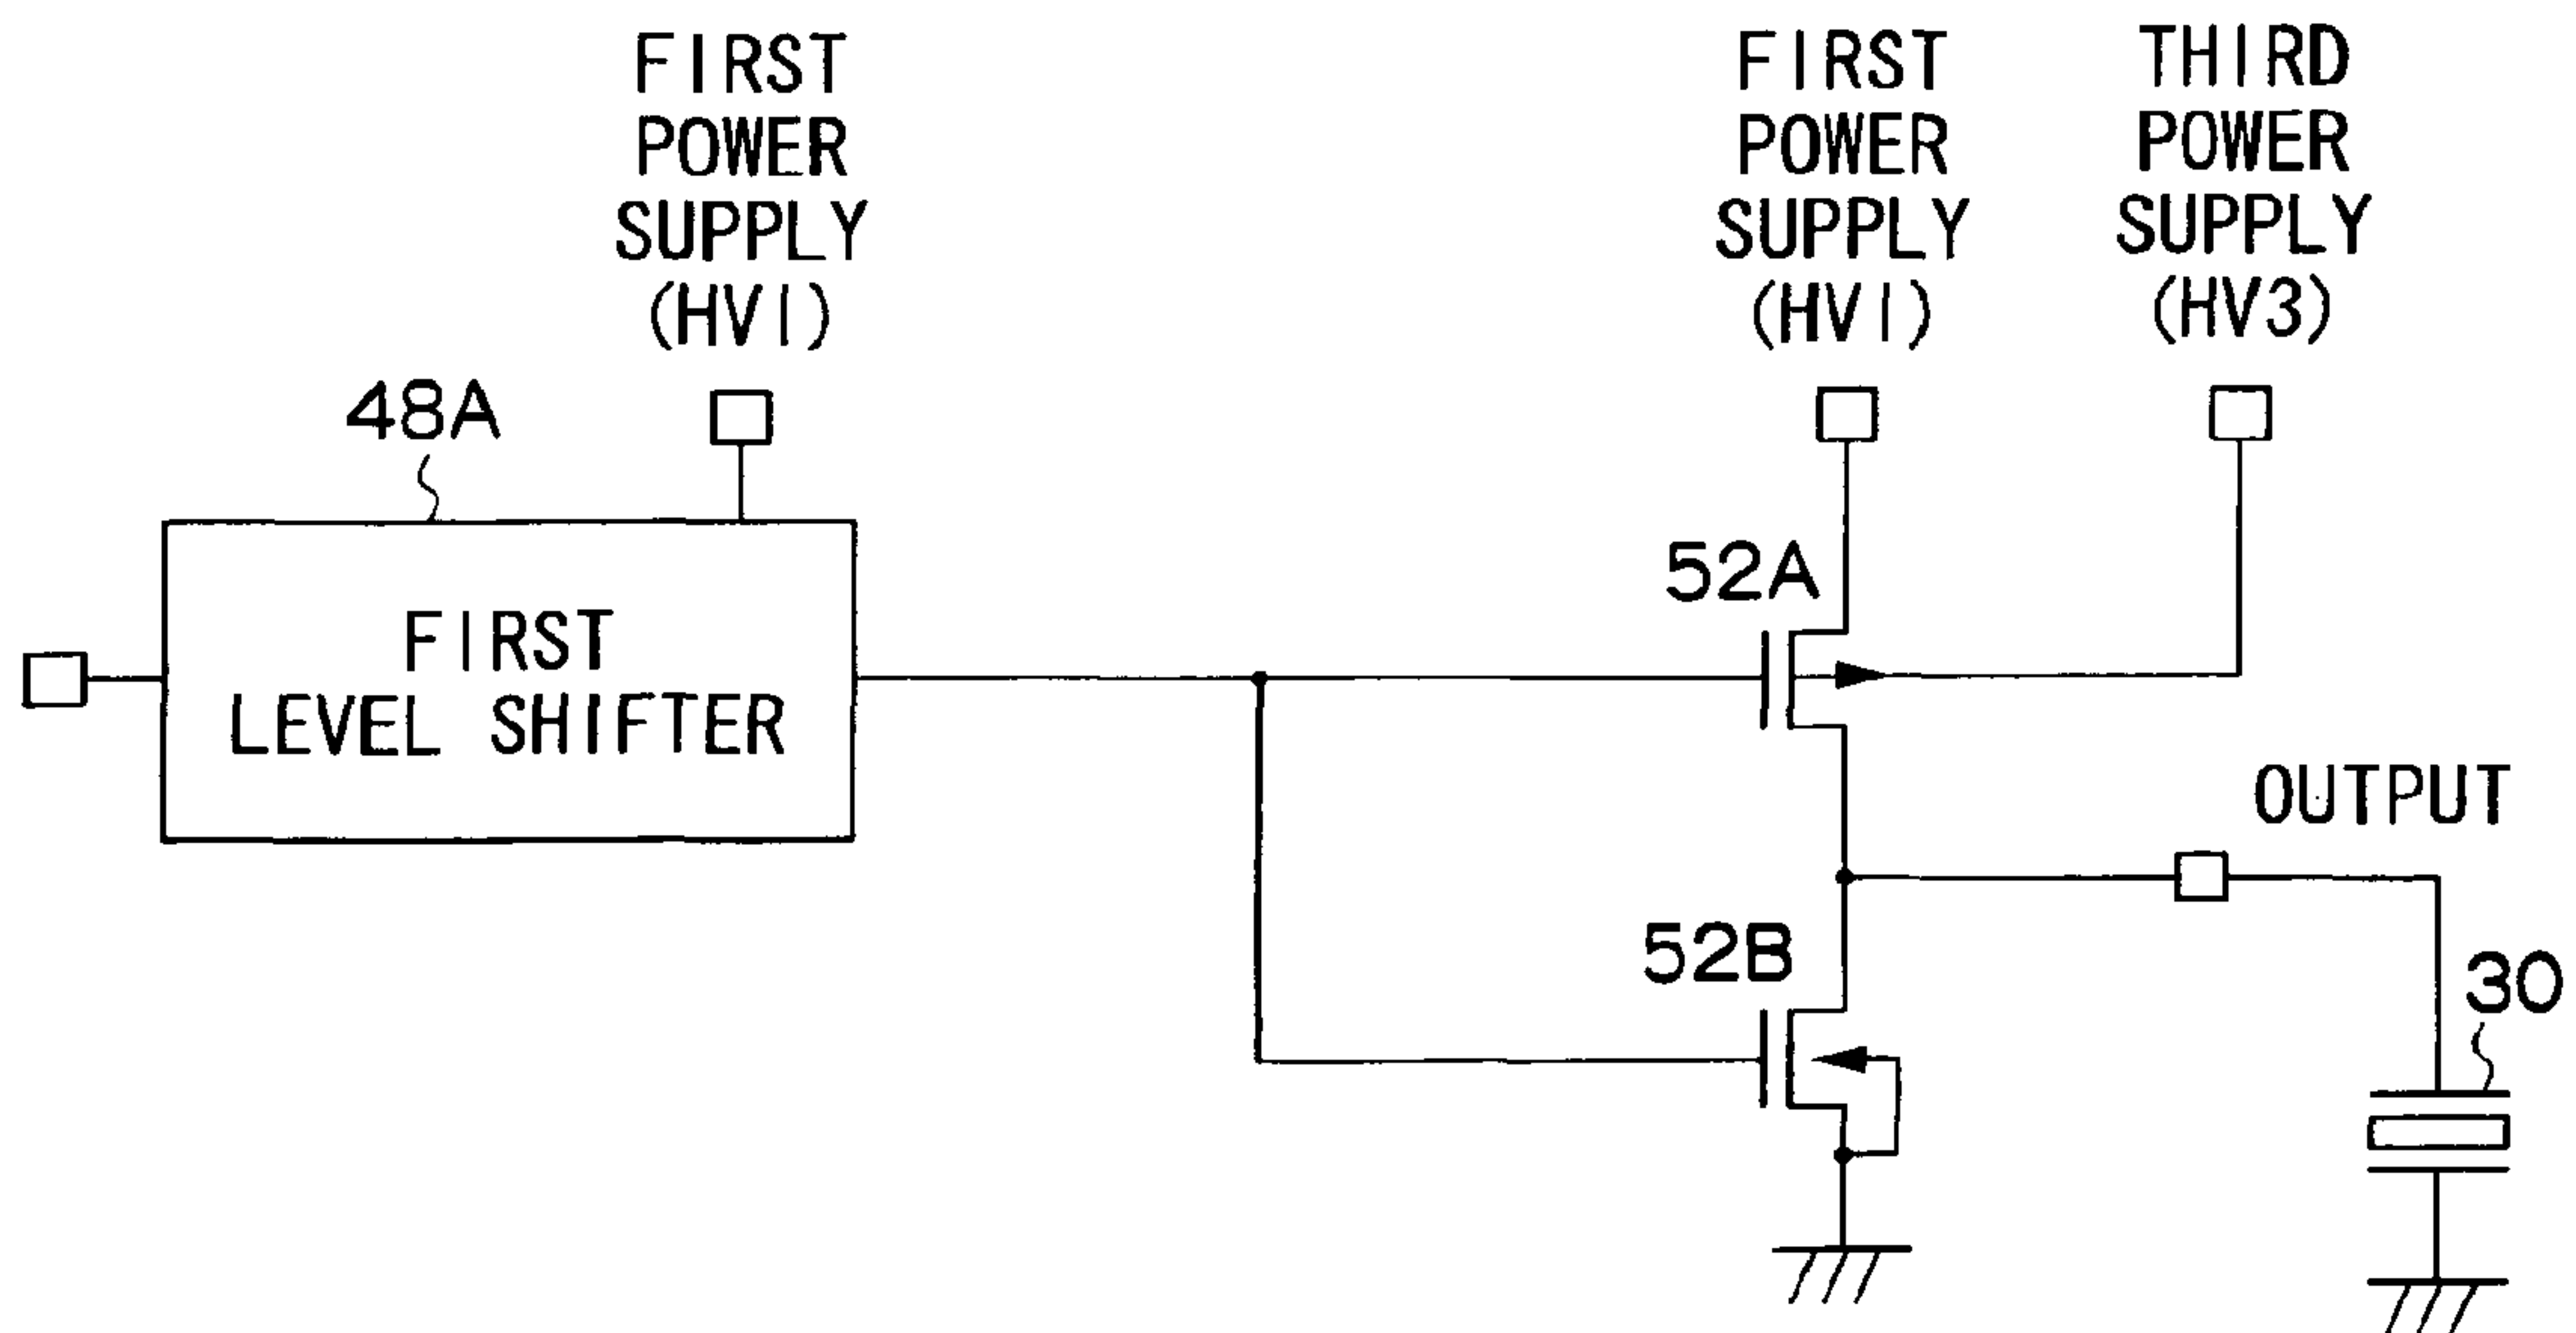 FIRST
POWER
SUPPLY
(HV1)
FIRST
POWER
SUPPLY
(HV1)
THIRD
POWER
SUPPLY
(HV3)
48A
52A
FIRST
LEVEL SHIFTER
OUTPUT
52B
30